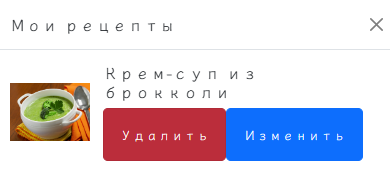 Мои рецепты
Крем-суп из
брокколи
Удалить Изменить